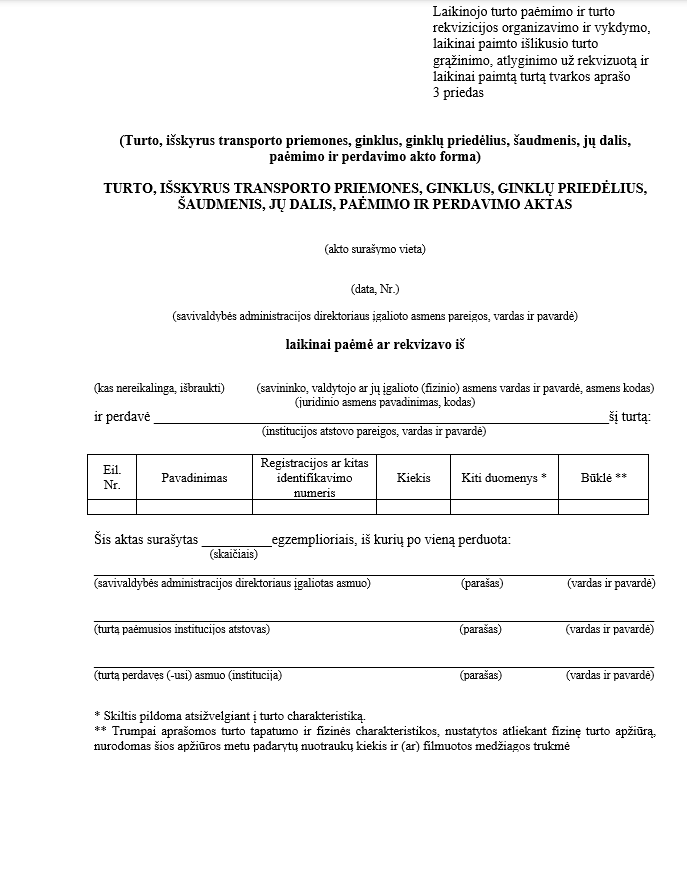 Laikinojo turto paėmimo ir turto
rekvizicijos organizavimo ir vykdymo,
laikinai paimto išlikusio turto
grąžinimo, atlyginimo už rekvizuotą ir
laikinai paimtą turtą tvarkos aprašo
3 priedas
(Turto, išskyrus transporto priemones, ginklus, ginklų priedėlius, šaudmenis, jų dalis,
paėmimo ir perdavimo akto forma)
TURTO, IŠSKYRUS TRANSPORTO PRIEMONES, GINKLUS, GINKLŲ PRIEDĖLIUS,
ŠAUDMENIS, JŲ DALIS, PAĖMIMO IR PERDAVIMO AKTAS
(akto surašymo vieta)
(data, Nr.)
(savivaldybės administracijos direktoriaus įgalioto asmens pareigos, vardas ir pavardė)
laikinai paėmė ar rekvizavo iš
(kas nereikalinga, išbraukti) (savininko, valdytojo ar jų įgalioto (fizinio) asmens vardas ir pavardė, asmens kodas)
(juridinio asmens pavadinimas, kodas)
ir perdavė ______ šį turtą:
(institucijos atstovo pareigos, vardas ir pavardė)
Eil. Nr. Pavadinimas Registracijos ar kitas identifikavimo numeris Kiekis Kiti duomenys * Būklė **
Šis aktas surašytas __________egzemplioriais, iš kurių po vieną perduota:
(skaičiais)
(savivaldybės administracijos direktoriaus įgaliotas asmuo) (parašas) (vardas ir pavardė)
(turtą paėmusios institucijos atstovas) (parašas) (vardas ir pavardė)
(turtą perdavęs (-usi) asmuo (institucija) (parašas) (vardas ir pavardė)
* Skiltis pildoma atsižvelgiant į turto charakteristiką.
** Trumpai aprašomos turto tapatumo ir fizinės charakteristikos, nustatytos atliekant fizinę turto apžiūrą,
nurodomas šios apžiūros metu padarytų nuotraukų kiekis ir (ar) filmuotos medžiagos trukmė